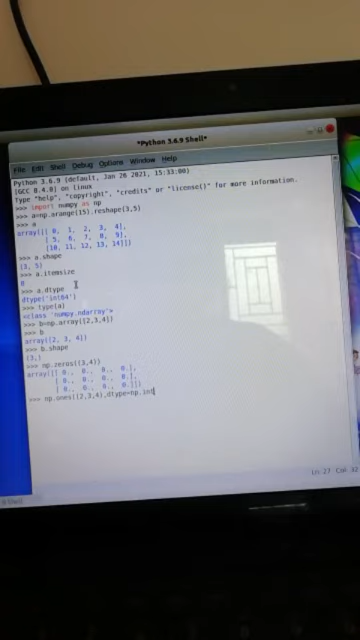 *Python 3.6.9 Shell*
File Edit Shell Debug Options Window Help
Python 3.6.9 (default, Jan 26 2021, 15:33:00)
[GCC 8.4.0] on linux
Type "help", "copyright", "credits" or "license()" for more information.
>>> import numpy as np
>>> a=np.arange(15).reshape(3,5)
>>> a
array([[ 0, 1, 2, 3, 4],
[ 5, 6, 7, 8, 9],
[10, 11, 12, 13, 14]])
>>> a.shape
(3, 5)
>>> a.itemsize
8
>>> a.dtype
dtype('int64')
>>> type(a)
<class 'numpy.ndarray'>
>>> b=np.array([2,3,4])
>>> b
array([2, 3, 4])
>>> b.shape
(3,)
>>> np.zeros((3,4))
array([[ 0., 0., 0., 0.],
[ 0., 0., 0., 0.],
[ 0., 0., 0., 0.]])
>>> np.ones((2,3,4),dtype=np.int
Ln: 27 Col: 32